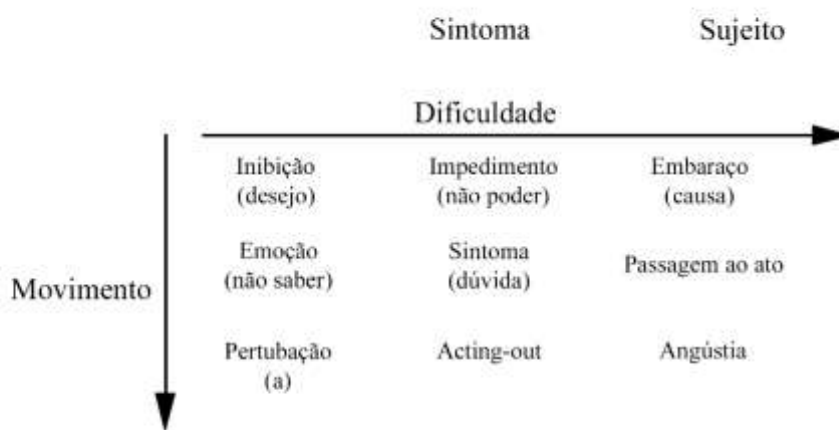 Sintoma Sujeito
Dificuldade
Inibição Impedimento Embaraço
(desejo) (não poder) (causa)
Emoção Sintoma
(não saber) (dúvida) Passagem ao ato
Movimento
Pertubação Acting-out Angústia
(a)